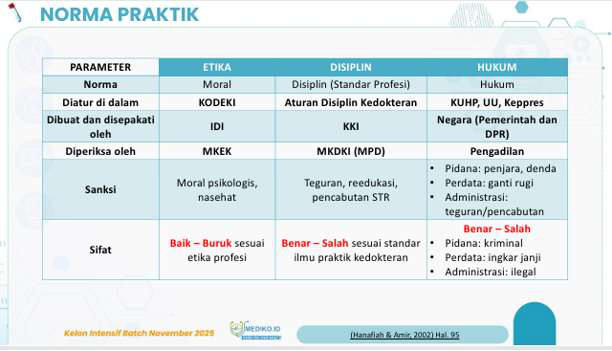 NORMA PRAKTIK
PARAMETER ETIKA DISIPLIN HUKUM
Norma Moral Disiplin (Standar Profesi) Hukum
Diatur di dalam KODEKI Aturan Disiplin Kedokteran KUHP, UU, Keppres
Dibuat dan disepakati oleh IDI KKI Negara (Pemerintah dan DPR)
Diperiksa oleh MKEK MKDKI (MPD) Pengadilan
Sanksi
Moral psikologis,
nasehat
Teguran, reedukasi,
pencabutan STR
• Pidana: penjara, denda
• Perdata: ganti rugi
• Administrasi:
teguran/pencabutan
Sifat
Baik – Buruk sesuai
etika profesi
Benar – Salah sesuai standar
ilmu praktik kedokteran
Benar – Salah
• Pidana: kriminal
• Perdata: ingkar janji
• Administrasi: ilegal
Kelon Intensif Batch November 2025
MEDIKO.ID
(Hanafiah & Amir, 2002) Hal. 95